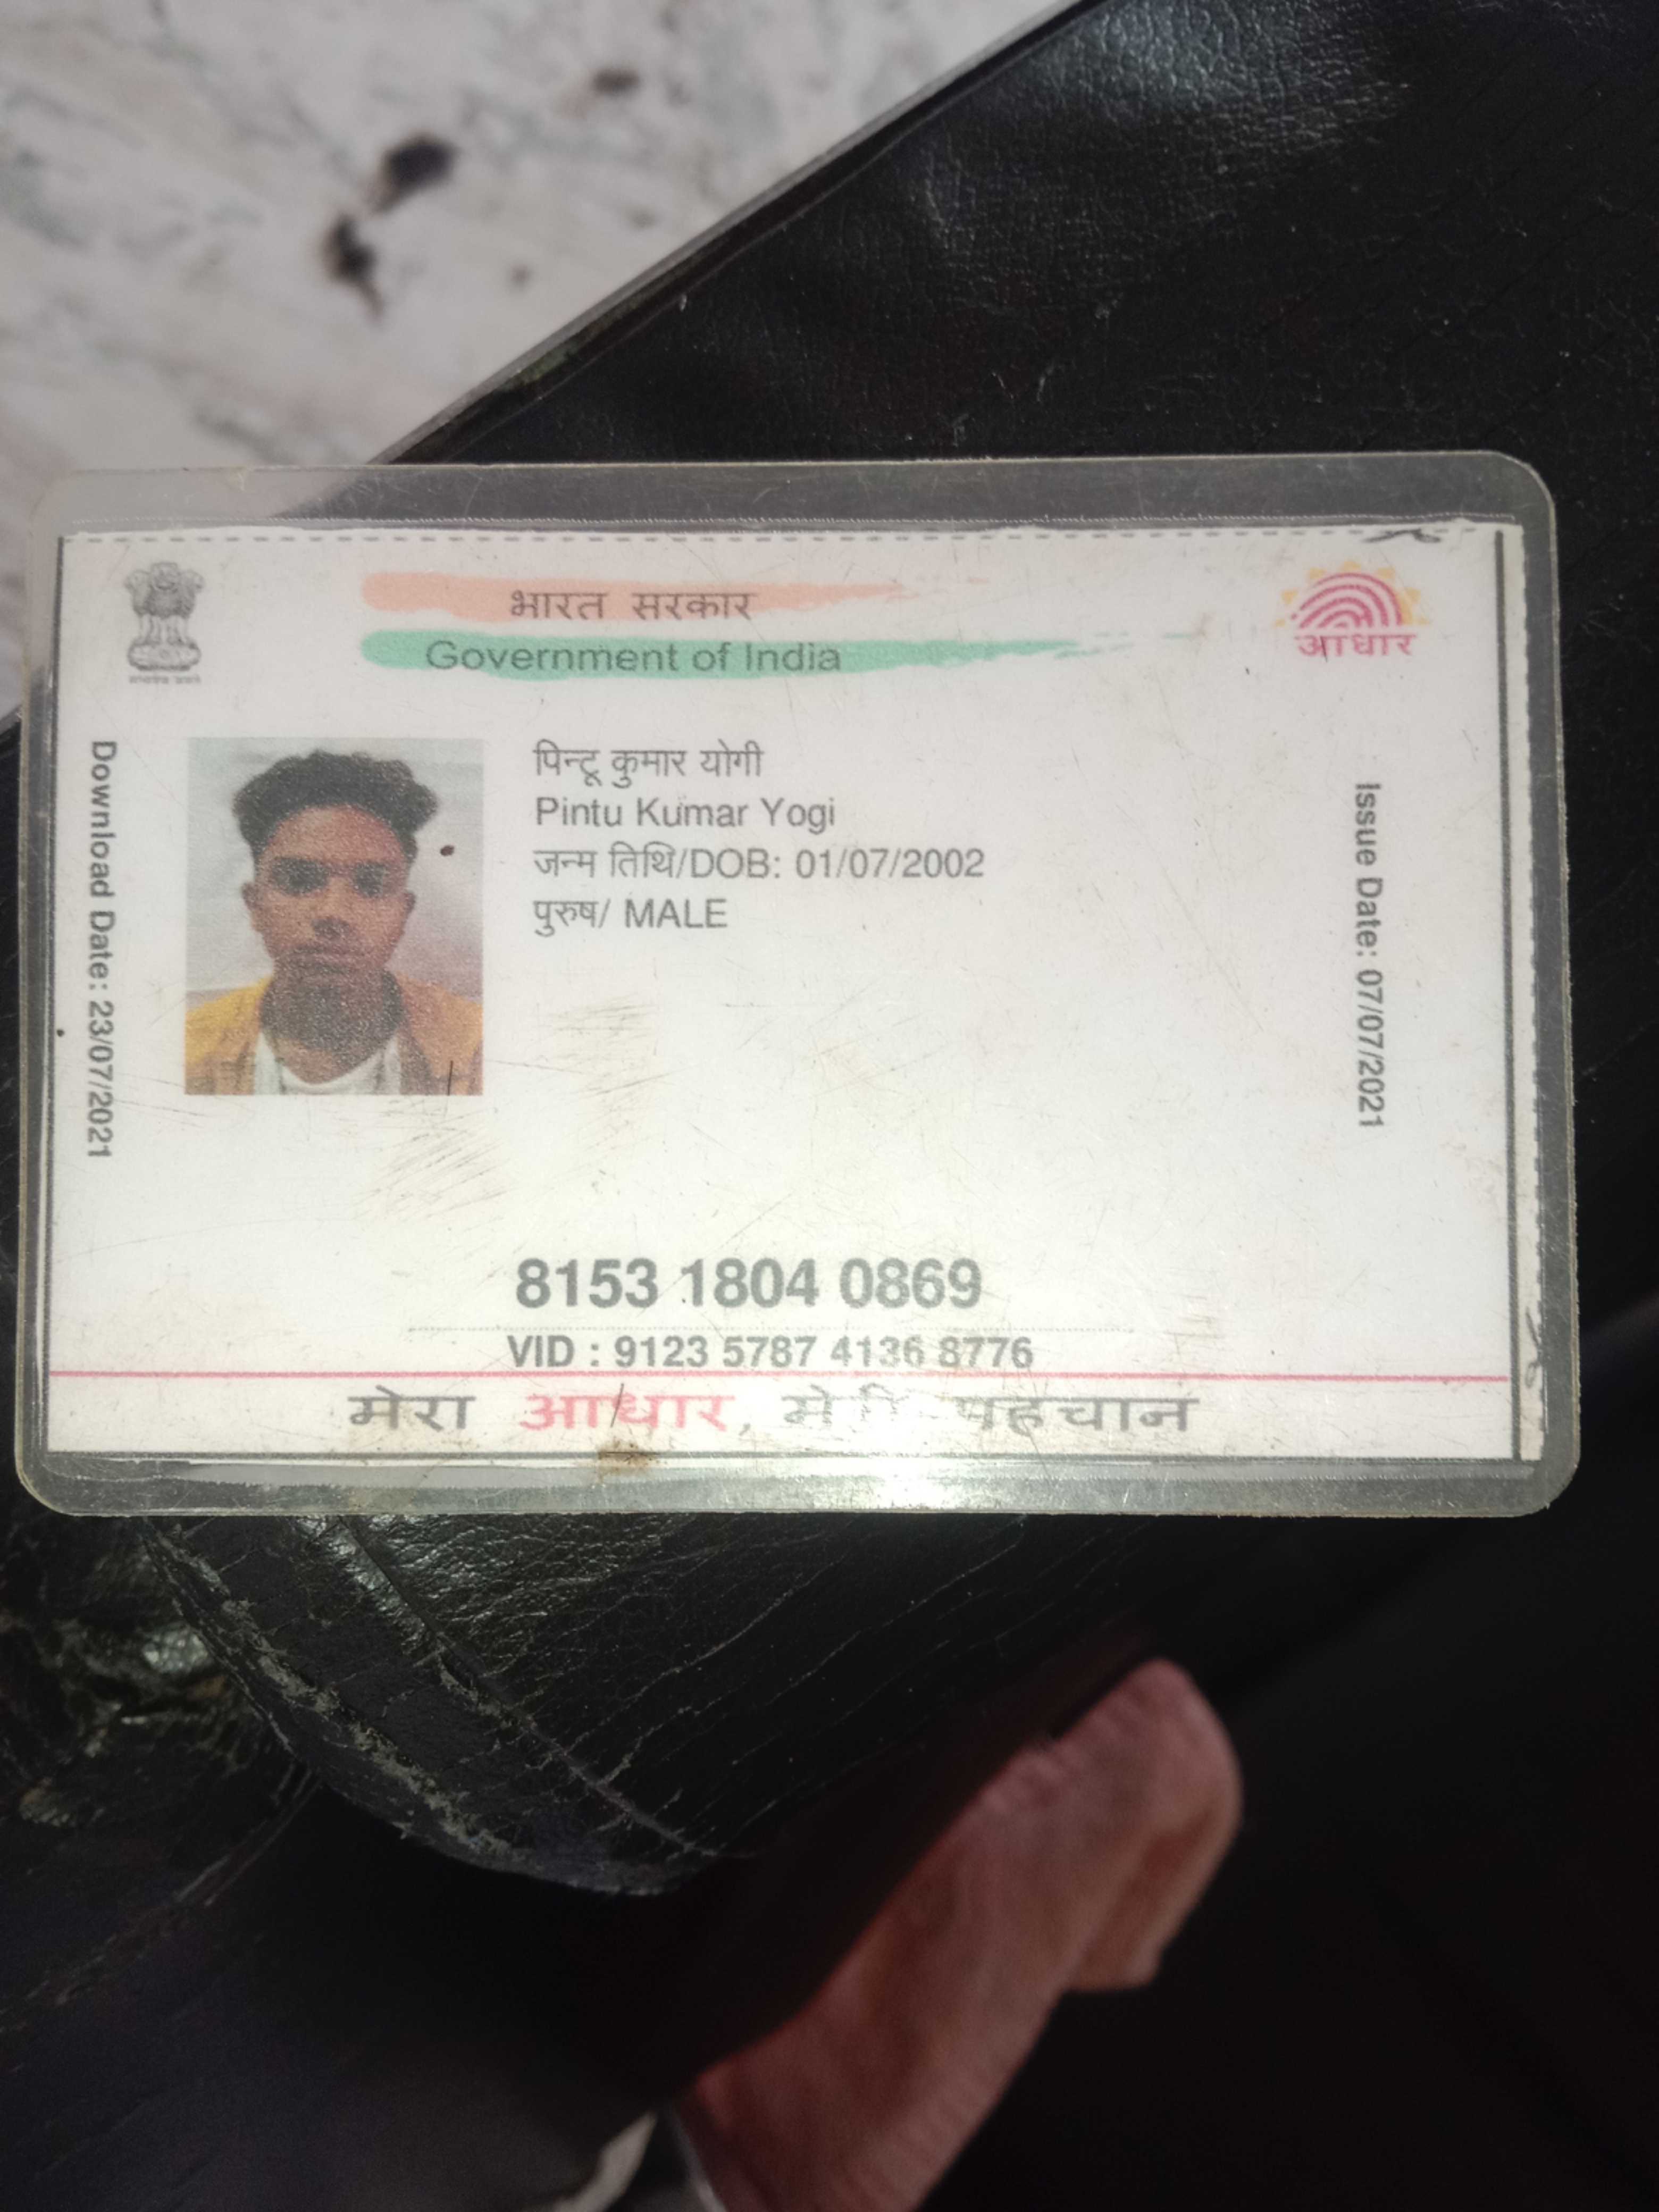 भारत सरकार
Government of India
आधार
Download Date: 23/07/2021
पिन्टू कुमार योगी
Pintu Kumar Yogi
जन्म तिथि/DOB: 01/07/2002
पुरुष/ MALE
Issue Date: 07/07/2021
8153 1804 0869
VID : 9123 5787 4136 8776
मेरा आधार, मेरी पहचान